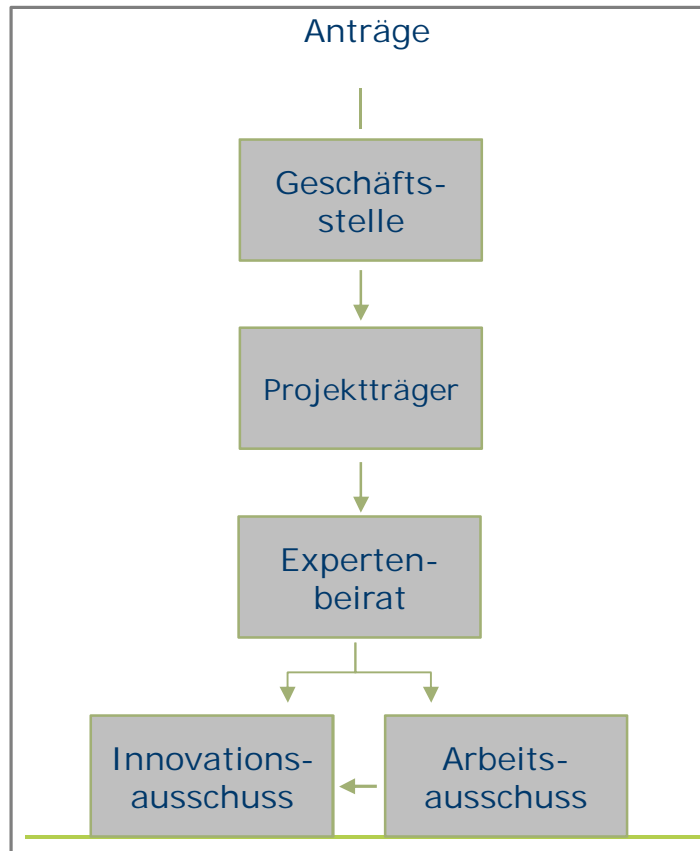 Anträge
Geschäfts-
stelle
Projektträger
Experten-
beirat
Innovations-
ausschuss
Arbeits-
ausschuss